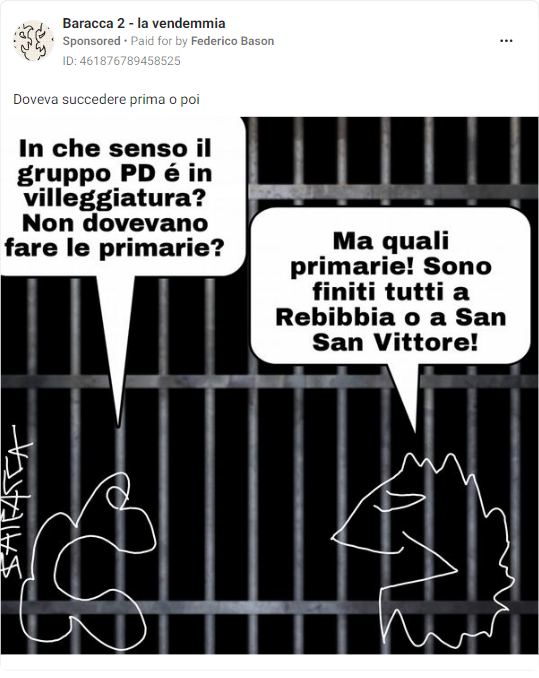 Baracca 2 - la vendemmia
Sponsored • Paid for by Federico Bason
ID: 461876789458525
Doveva succedere prima o poi
In che senso il
gruppo PD é in
villeggiatura?
Non dovevano
fare le primarie?
Ma quali
primarie! Sono
finiti tutti a
Rebibbia o a San
San Vittore!